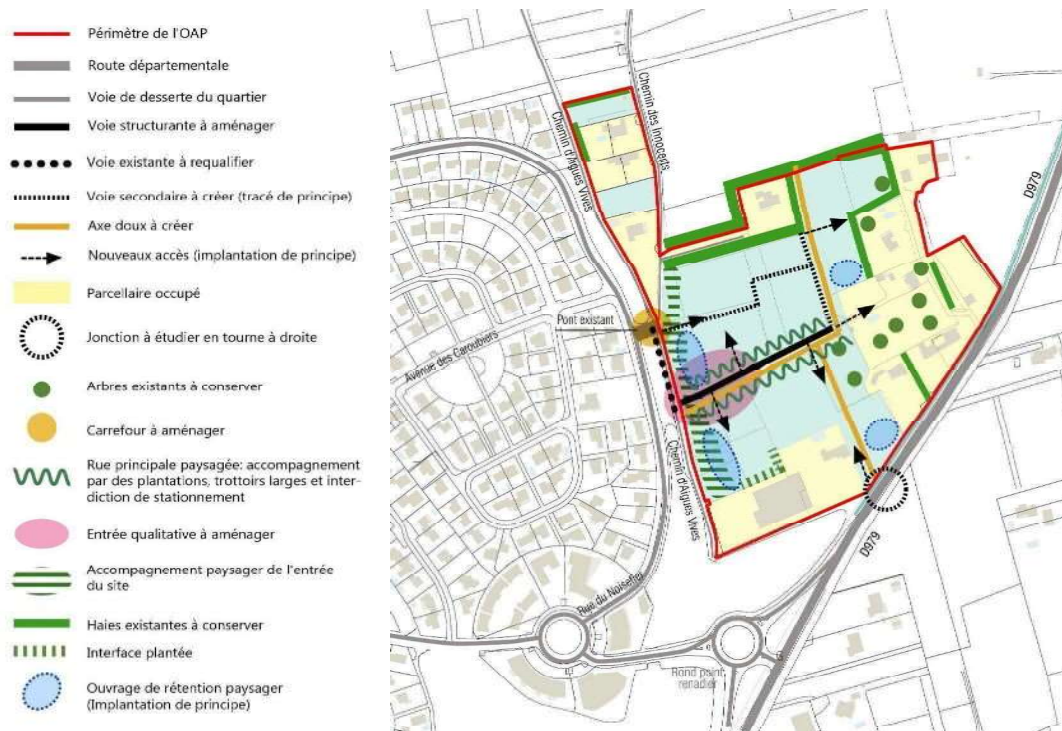 Périmètre de l'OAP
Route départementale
Voie de desserte du quartier
Voie structurante à aménager
Voie existante à requalifier
Voie secondaire à créer (tracé de principe)
Axe doux à créer
Nouveaux accès (implantation de principe)
Parcellaire occupé
Jonction à étudier en tourne à droite
Arbres existants à conserver
Carrefour à aménager
Rue principale paysagée: accompagnement
par des plantations, trottoirs larges et inter-
diction de stationnement
Entrée qualitative à aménager
Accompagnement paysager de l'entrée
du site
Haies existantes à conserver
Interface plantée
Ouvrage de rétention paysager
(Implantation de principe)
Chemin d'Aigues Vives
Chemin des Innocents
D979
Pont existant
Avenue des Caroubiers
Chemin d'Aigues Vives
D979
Rue du Noisetier
Rond point
renadier